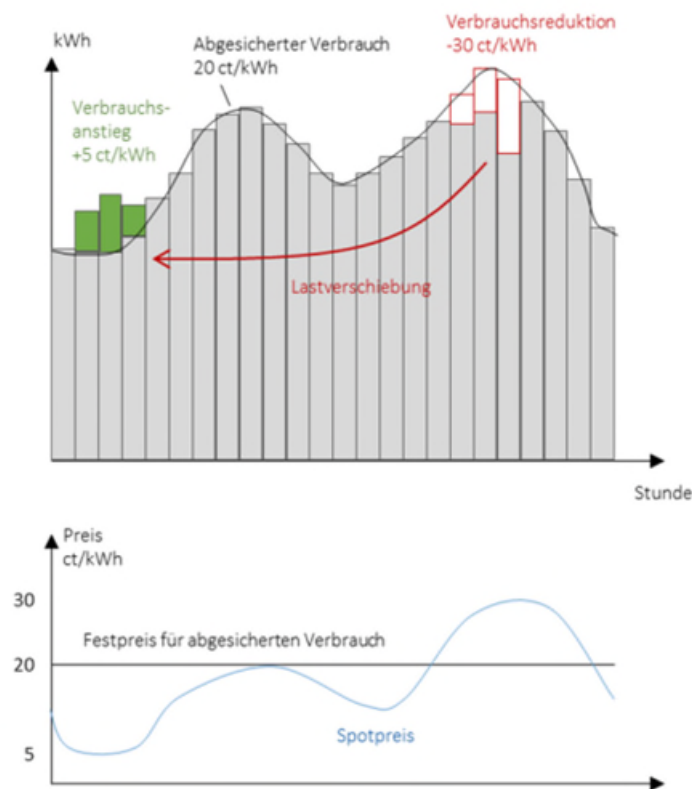 kWh
Abgesicherter Verbrauch
20 ct/kWh
Verbrauchsreduktion
-30 ct/kWh
Verbrauchs-
anstieg
+5 ct/kWh
Lastverschiebung
Stunde
Preis
ct/kWh
30
Festpreis für abgesicherten Verbrauch
20
Spotpreis
5